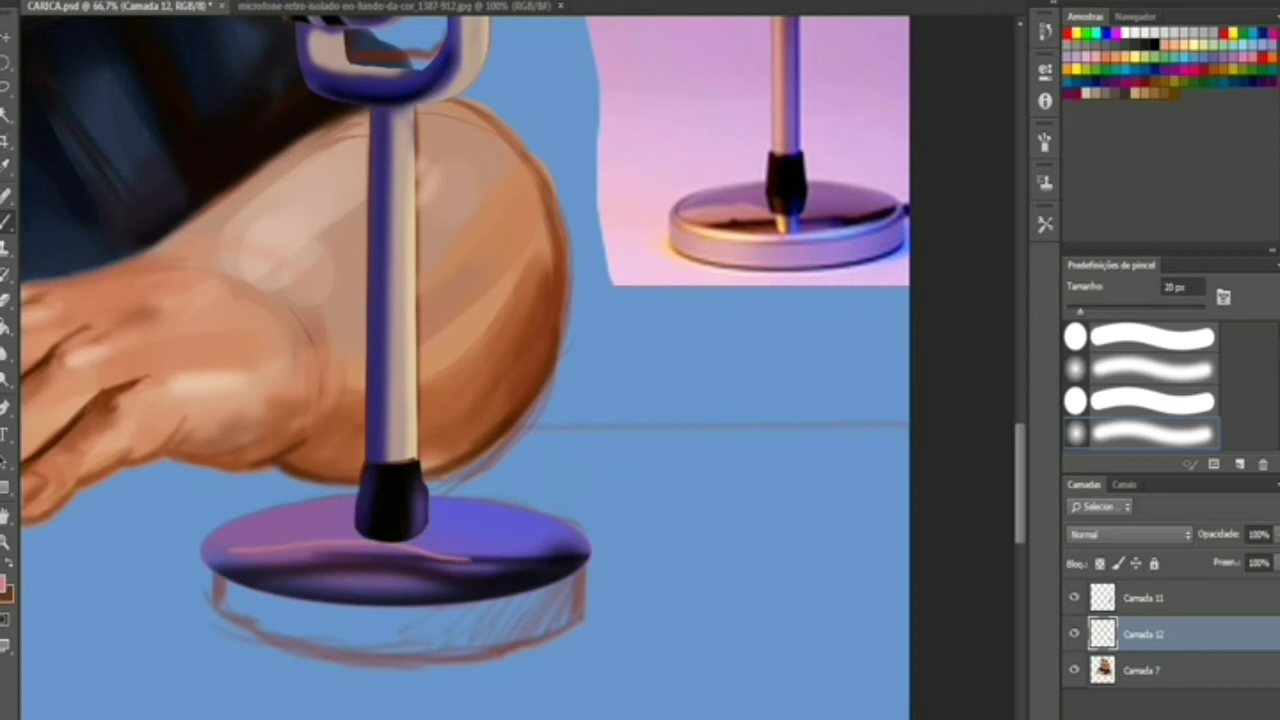 CARICA.psd @ 66,7% (Camada 12, RGB/8) * ×
microfone-retro-isolado-no-fundo-da-cor_1387-912.jpg @ 100% (RGB/8#) ×
Amostras Navegador
Predefinições de pincel
Tamanho: 20 px
Camadas Canais
Selecion...
Normal Opacidade: 100%
Bloq.: Preen.: 100%
Camada 11
Camada 12
Camada 7